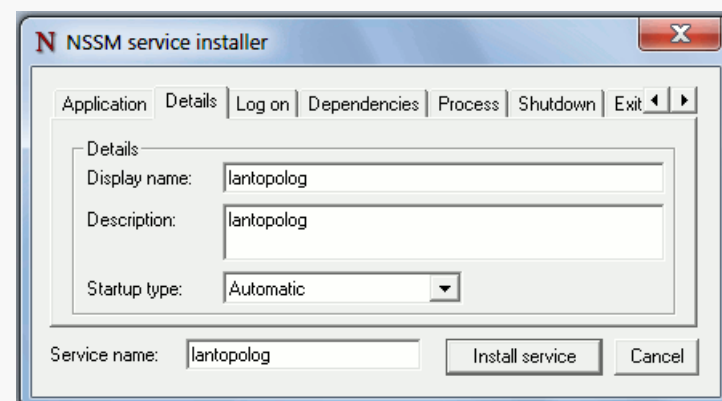 N NSSM service installer
Application Details Log on Dependencies Process Shutdown Exit
Details
Display name: lantopolog
Description: lantopolog
Startup type: Automatic
Service name: lantopolog Install service Cancel